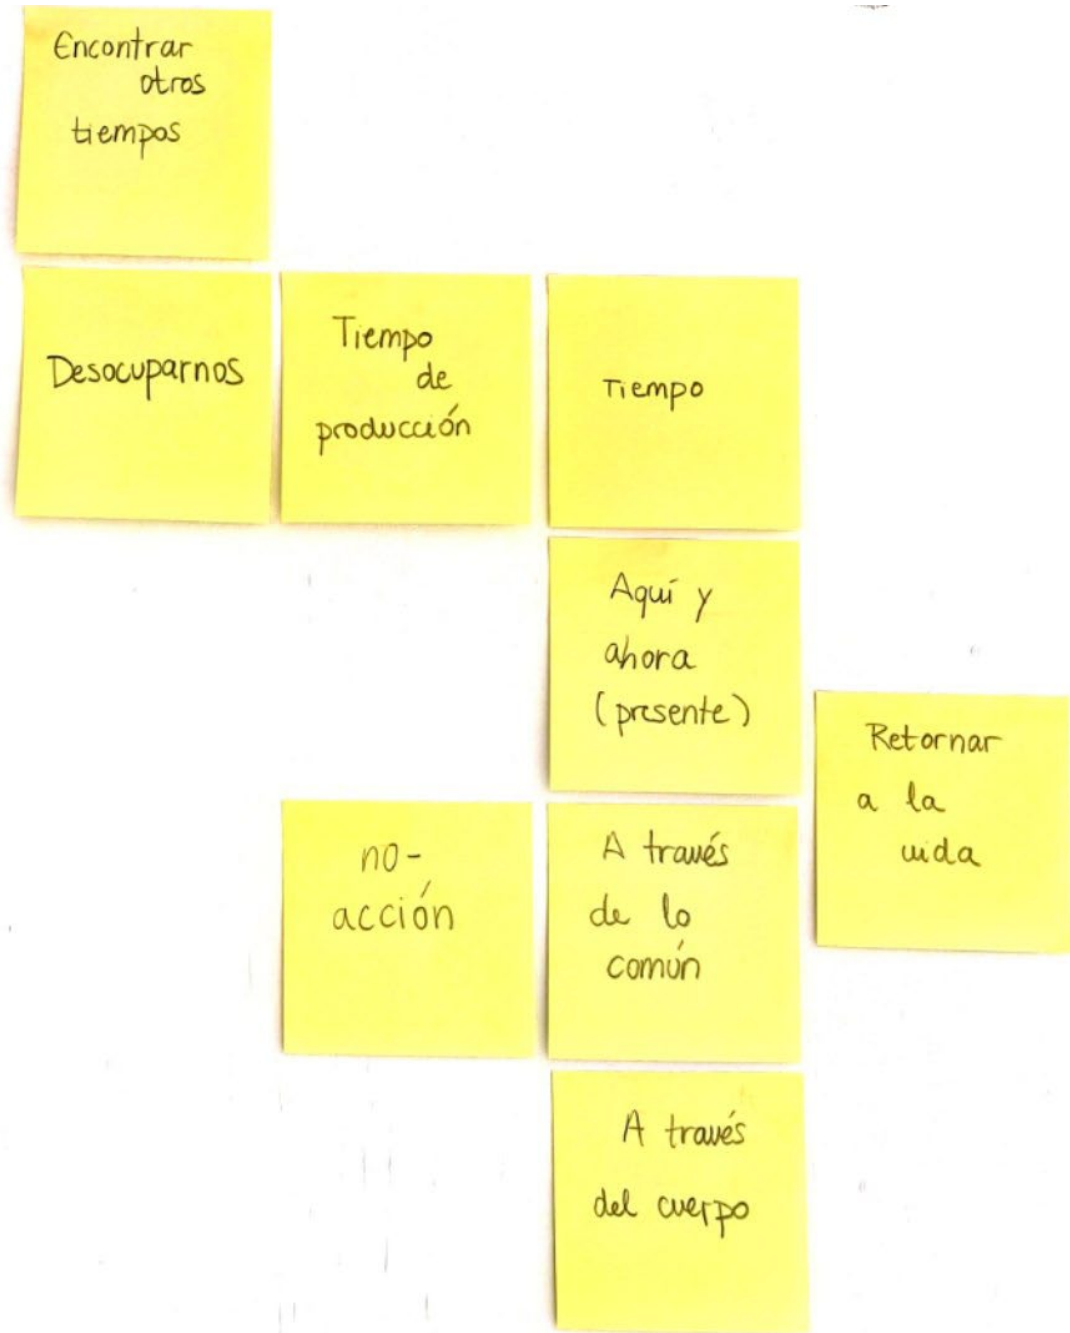 Encontrar
otros
tiempos
Desocuparnos
Tiempo
de
producción
Tiempo
Aquí y
ahora
(presente)
Retornar
a la
vida
no-
acción
A través
de lo
común
A través
del cuerpo